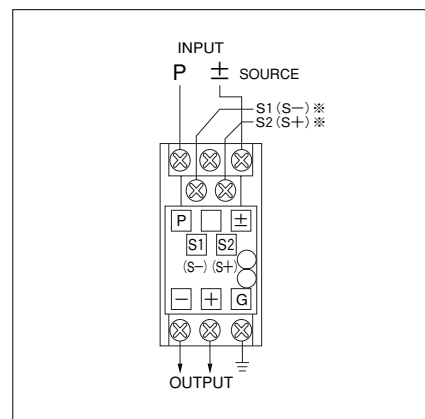 INPUT
P ± SOURCE
S1 (S−) ※
S2 (S+) ※
P ±
S1 S2
(S−) (S+)
− + G
OUTPUT